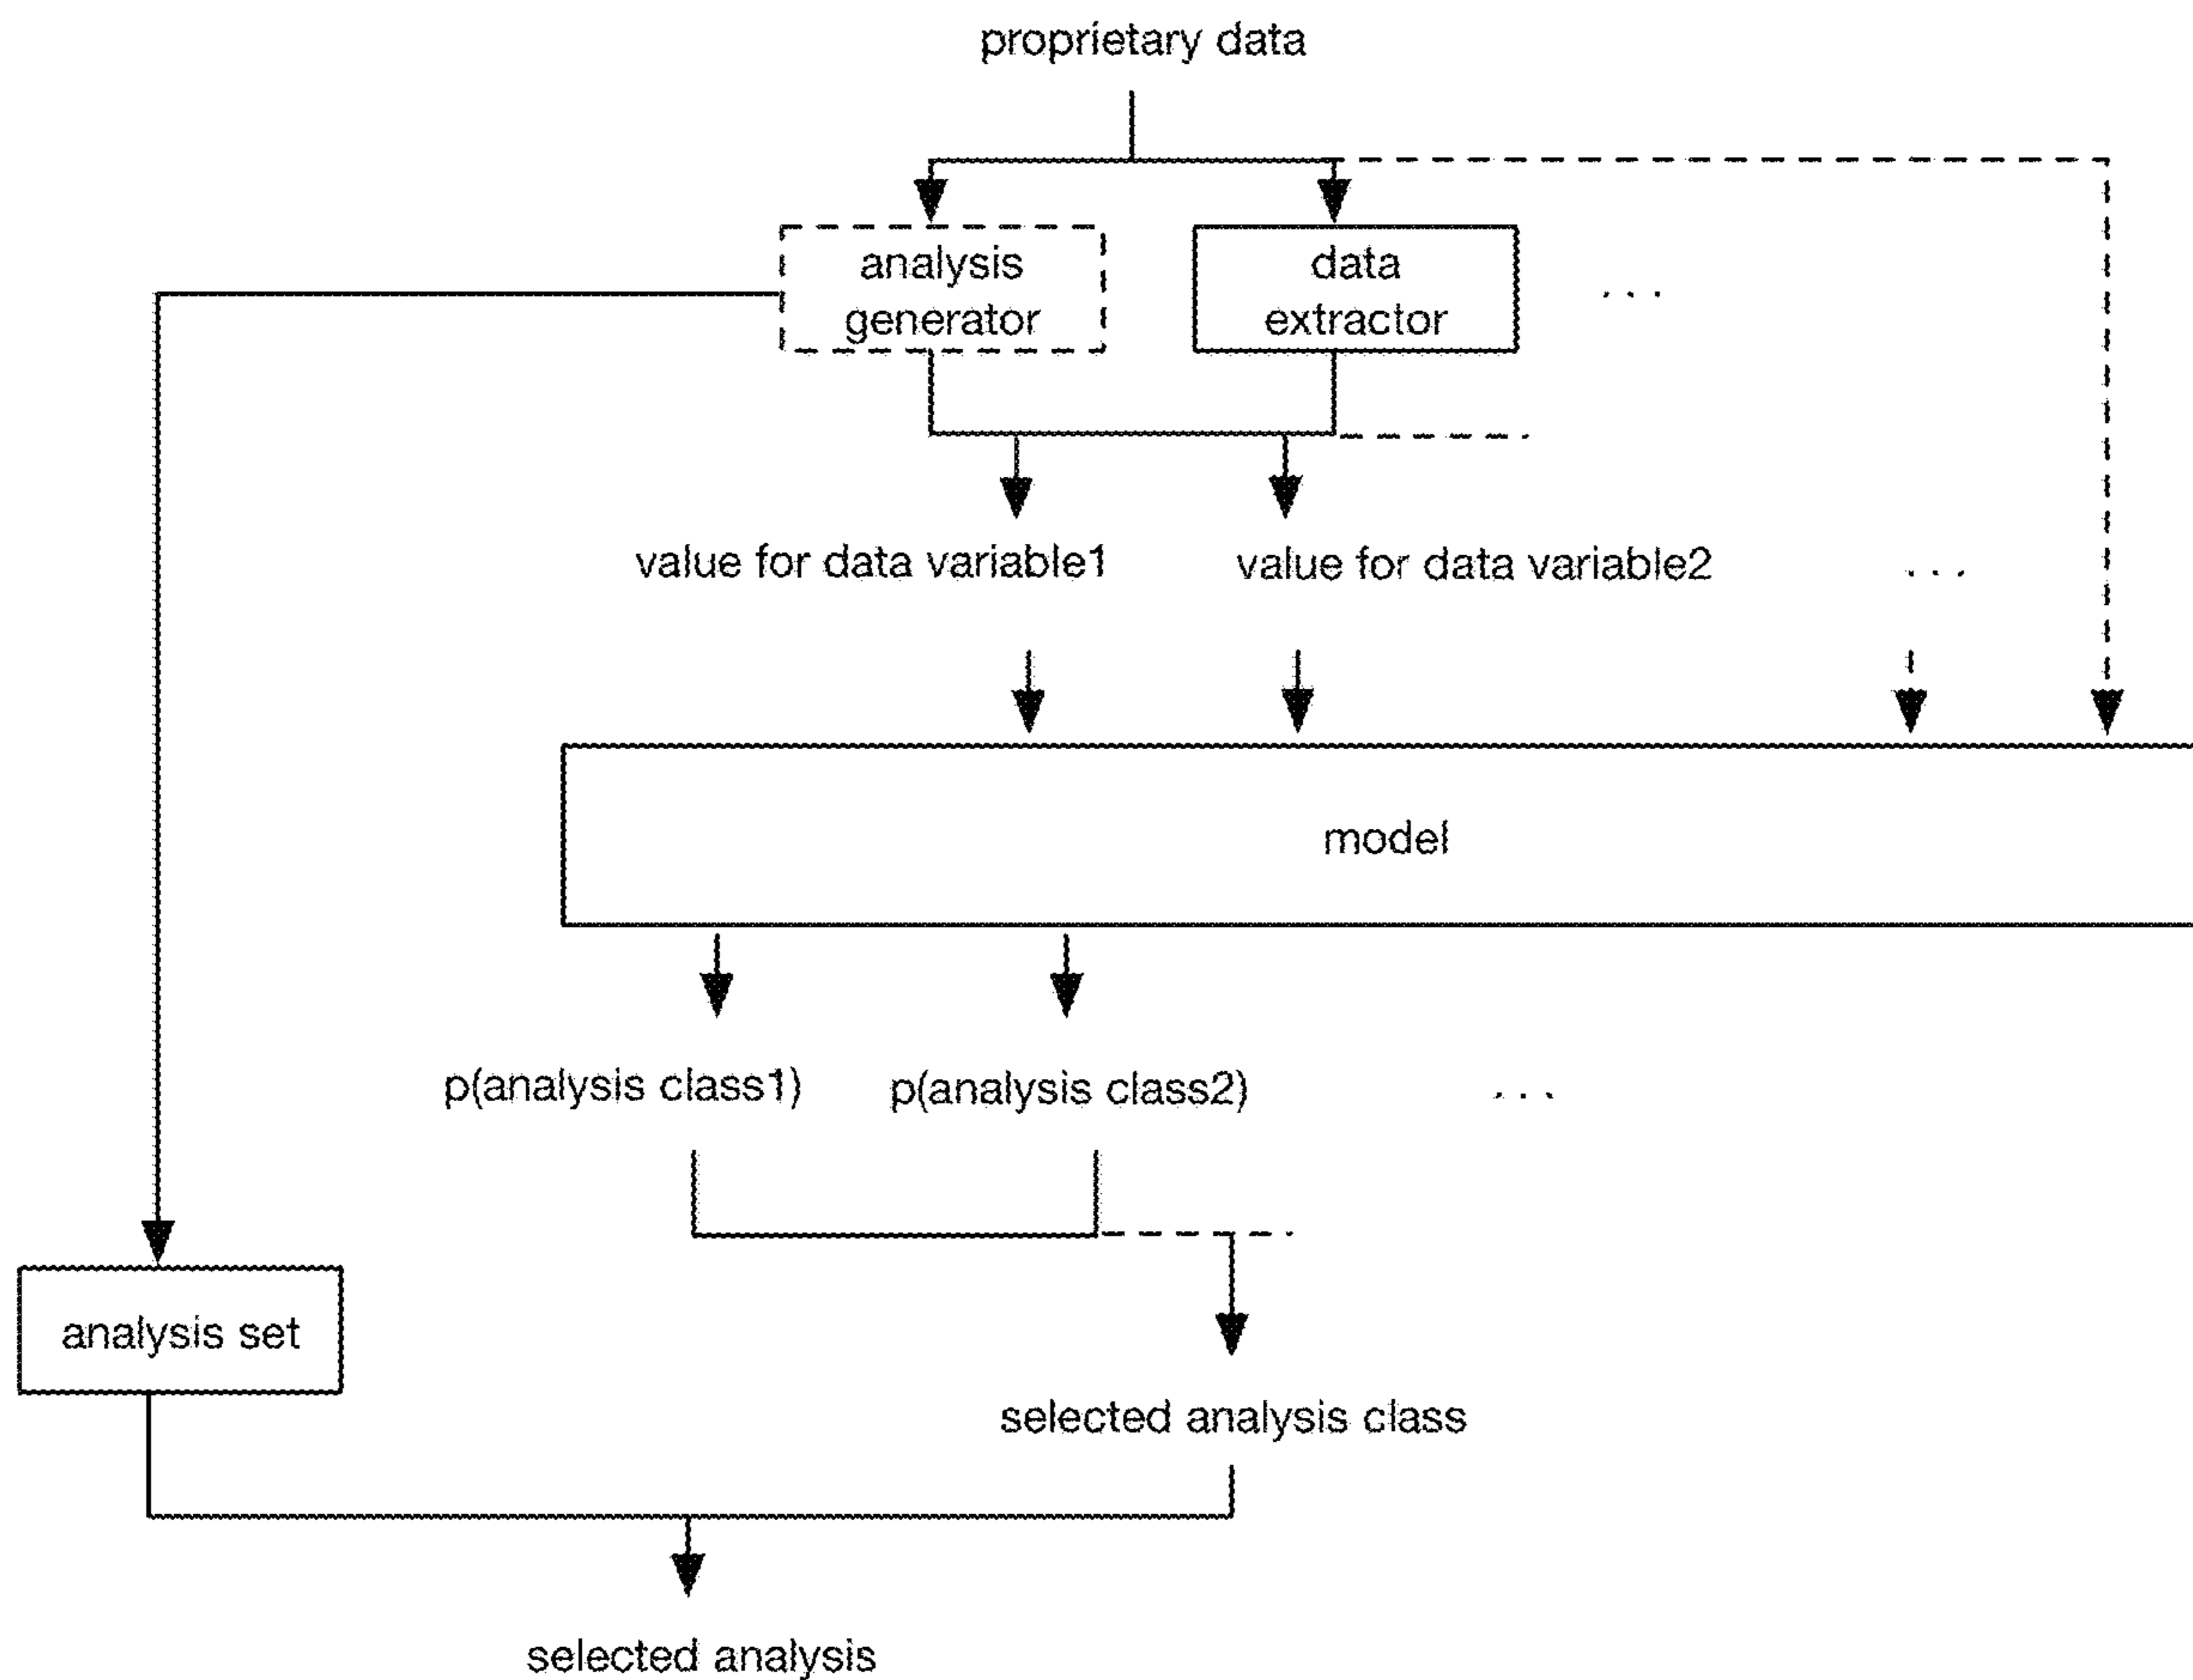 proprietary data
analysis
generator
data
extractor
...
value for data variable1
value for data variable2
...
model
p(analysis class1)
p(analysis class2)
...
analysis set
selected analysis class
selected analysis